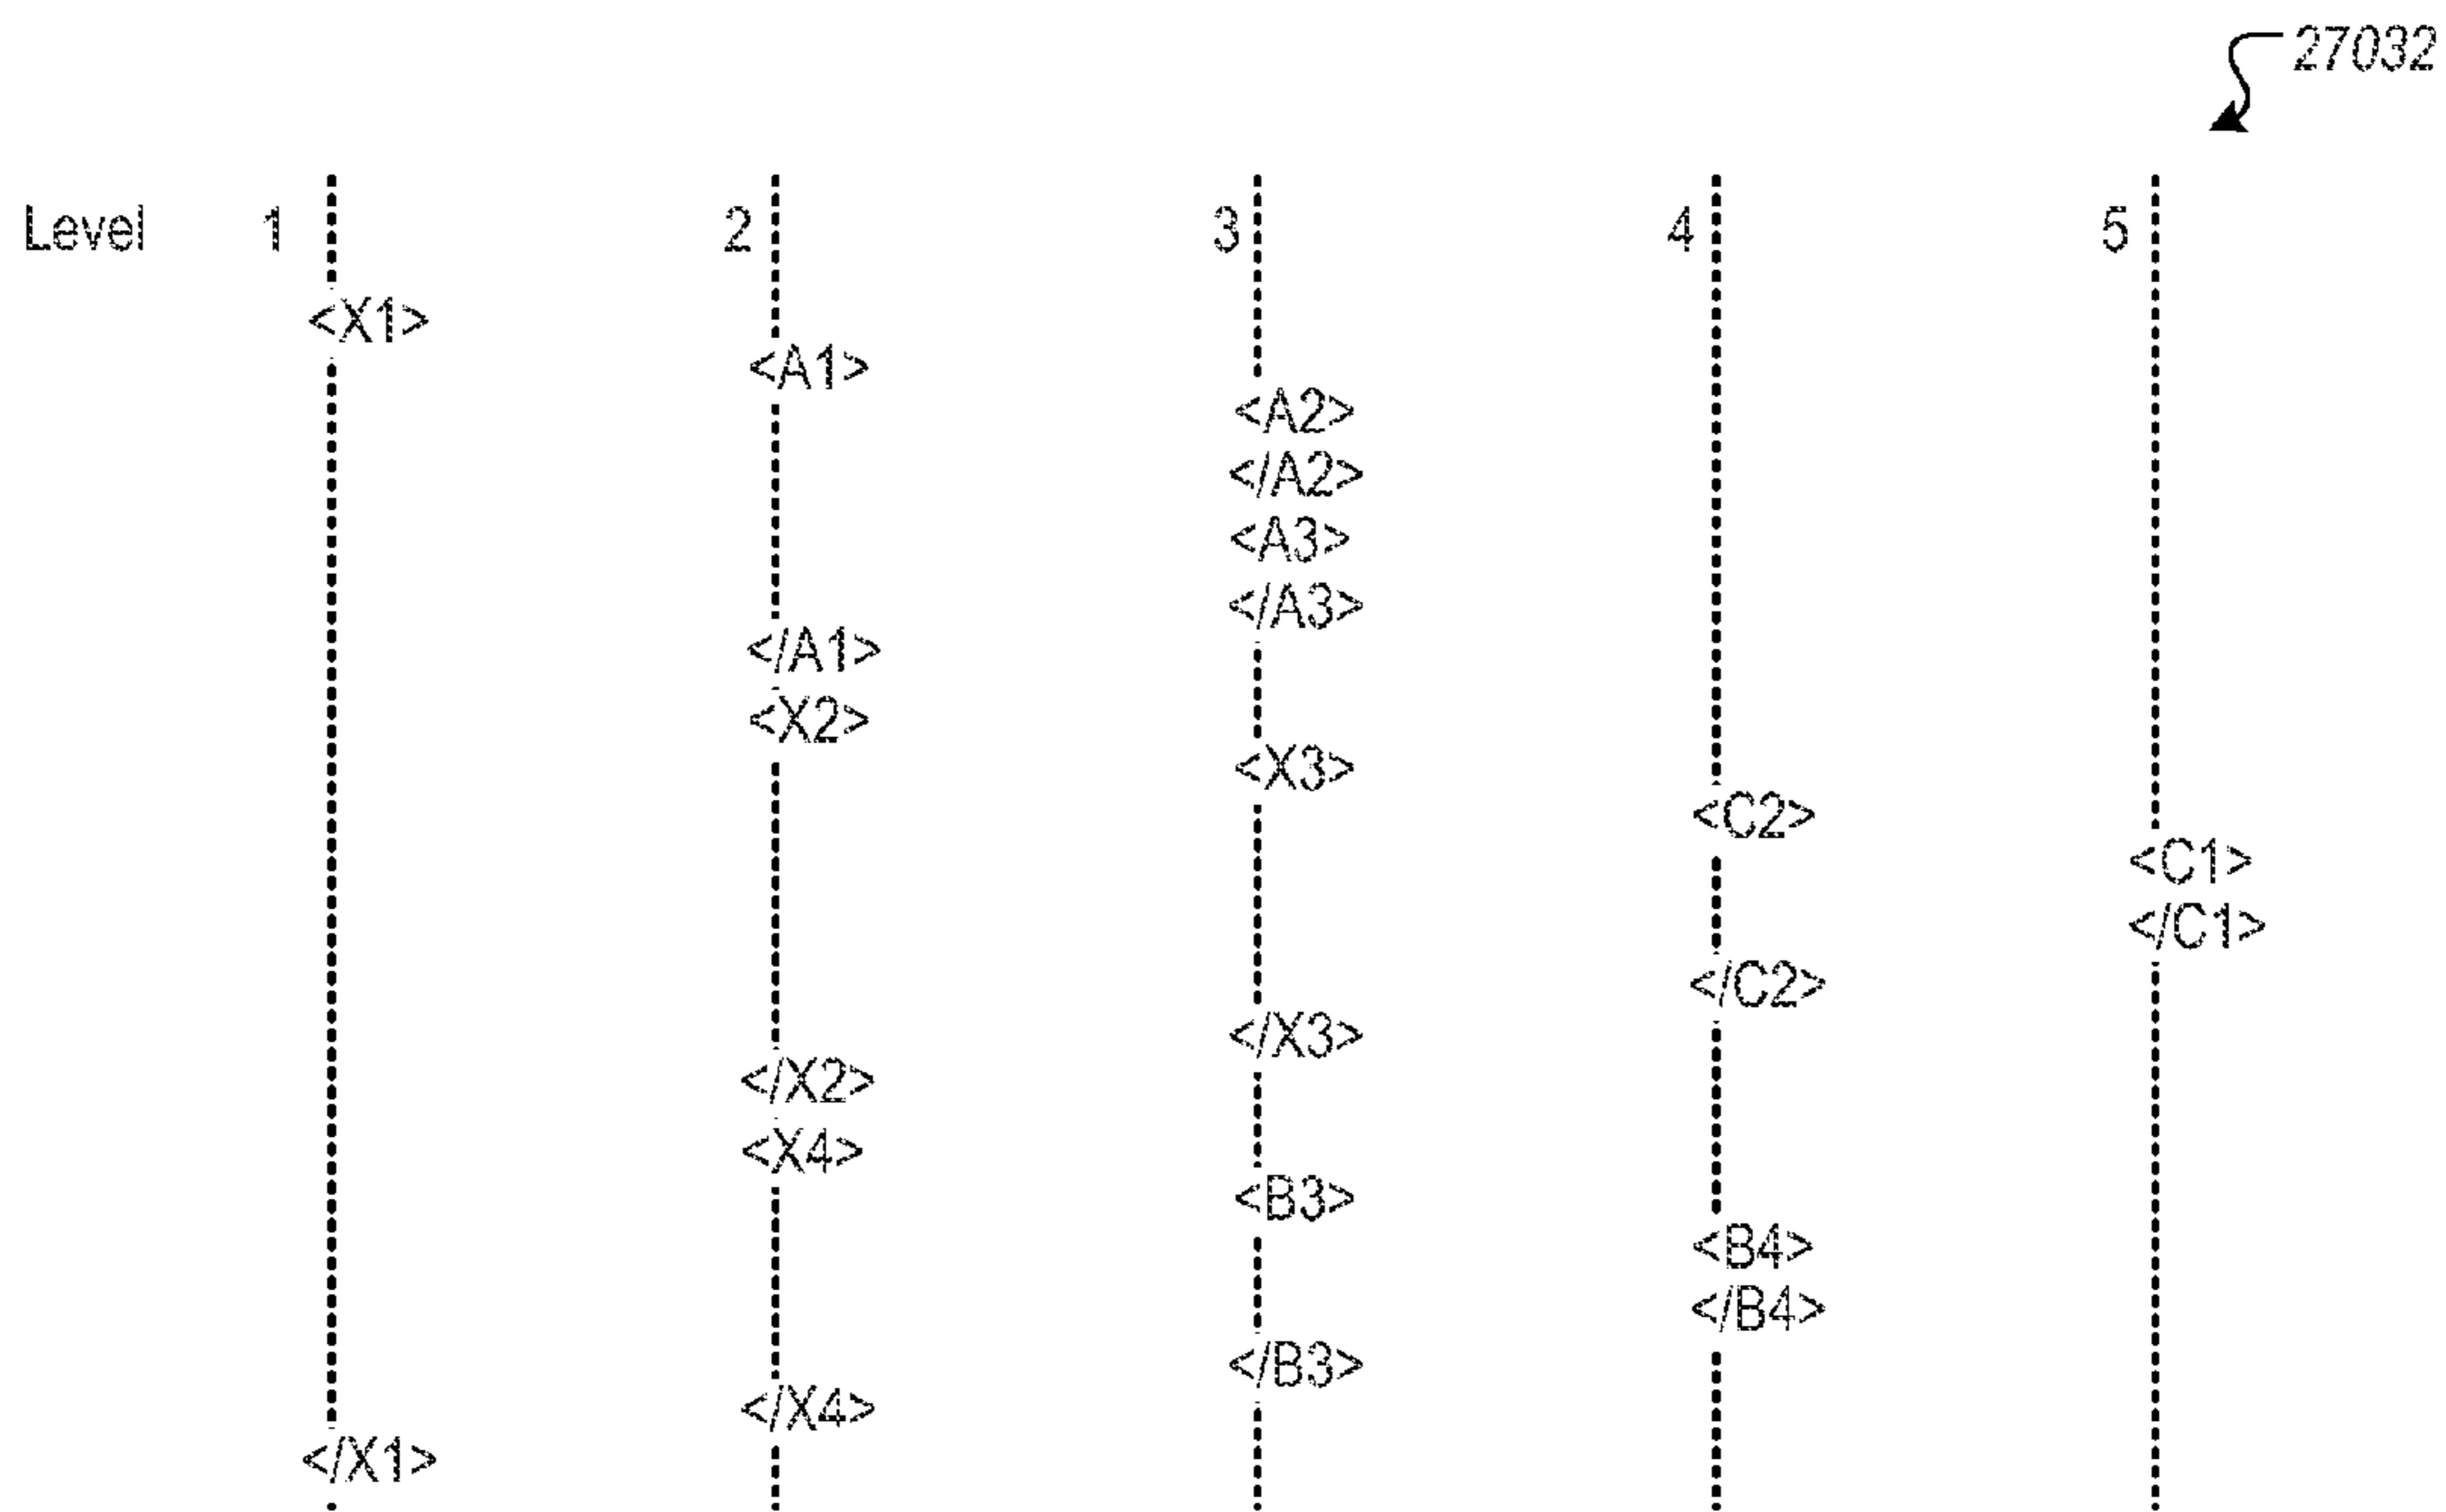 27032
Level 1 2 3 4 5
<X1>
<A1>
<A2>
</A2>
<A3>
</A3>
</A1>
<X2>
<X3>
<C2>
<C1>
</C1>
</C2>
</X3>
</X2>
<X4>
<B3>
<B4>
</B4>
</B3>
</X4>
</X1>